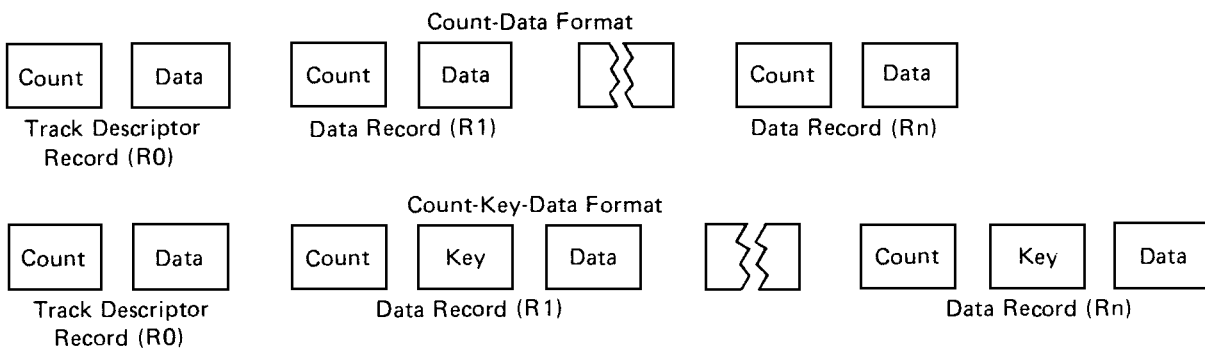 Count-Data Format
Count Data Count Data Count Data
Track Descriptor Record (R0) Data Record (R1) Data Record (Rn)
Count-Key-Data Format
Count Data Count Key Data Count Key Data
Track Descriptor Record (R0) Data Record (R1) Data Record (Rn)